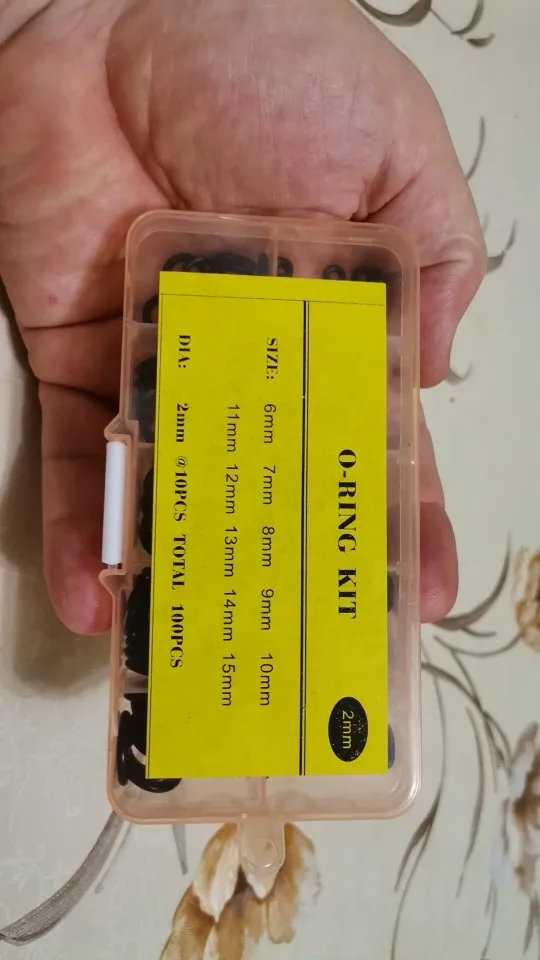 O-RING KIT
2mm
SIZE: 6mm 7mm 8mm 9mm 10mm
11mm 12mm 13mm 14mm 15mm
DIA: 2mm @10PCS TOTAL 100PCS